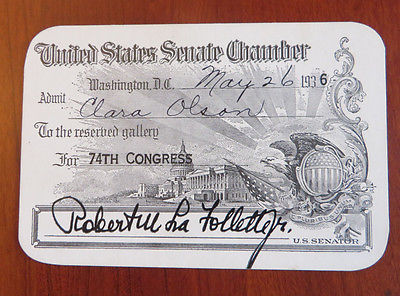 United States Senate Chamber
Washington, D.C. May 26 1936
Admit Clara Olson
To the reserved gallery
For 74TH CONGRESS
Robert M La Follette Jr.
U.S. SENATOR